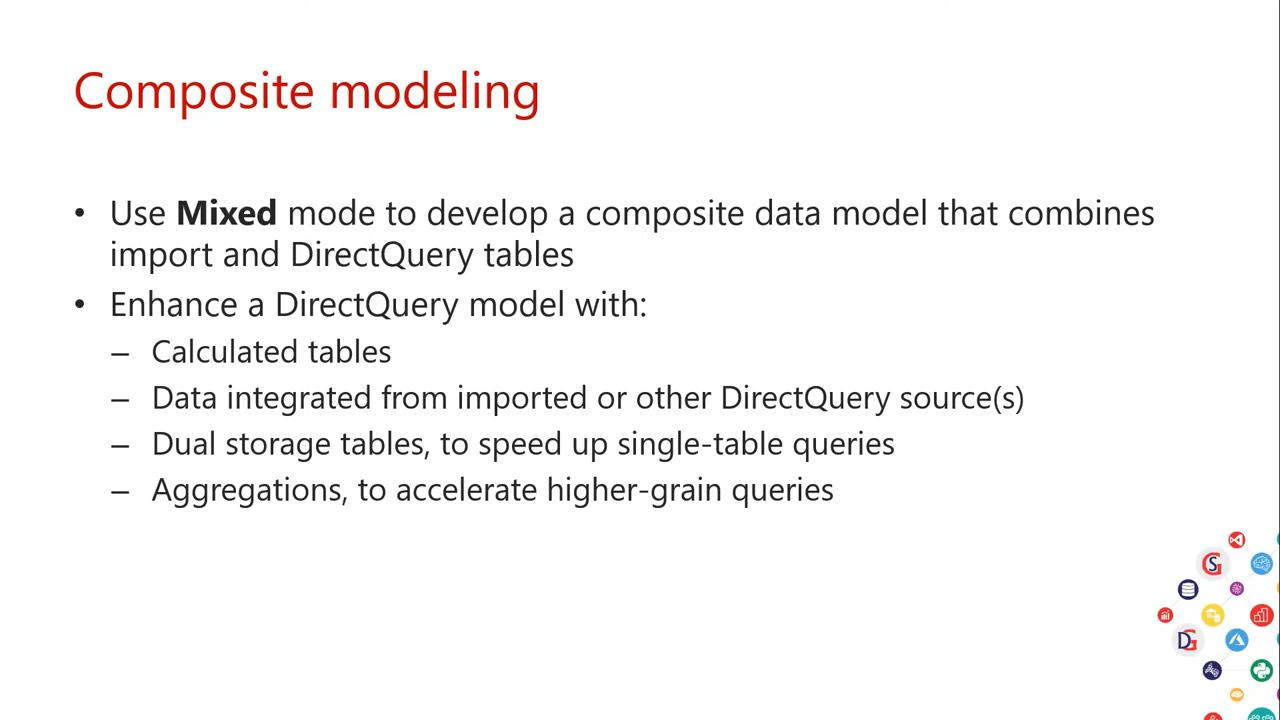 Composite modeling
• Use Mixed mode to develop a composite data model that combines
import and DirectQuery tables
• Enhance a DirectQuery model with:
– Calculated tables
– Data integrated from imported or other DirectQuery source(s)
– Dual storage tables, to speed up single-table queries
– Aggregations, to accelerate higher-grain queries
SG
DG